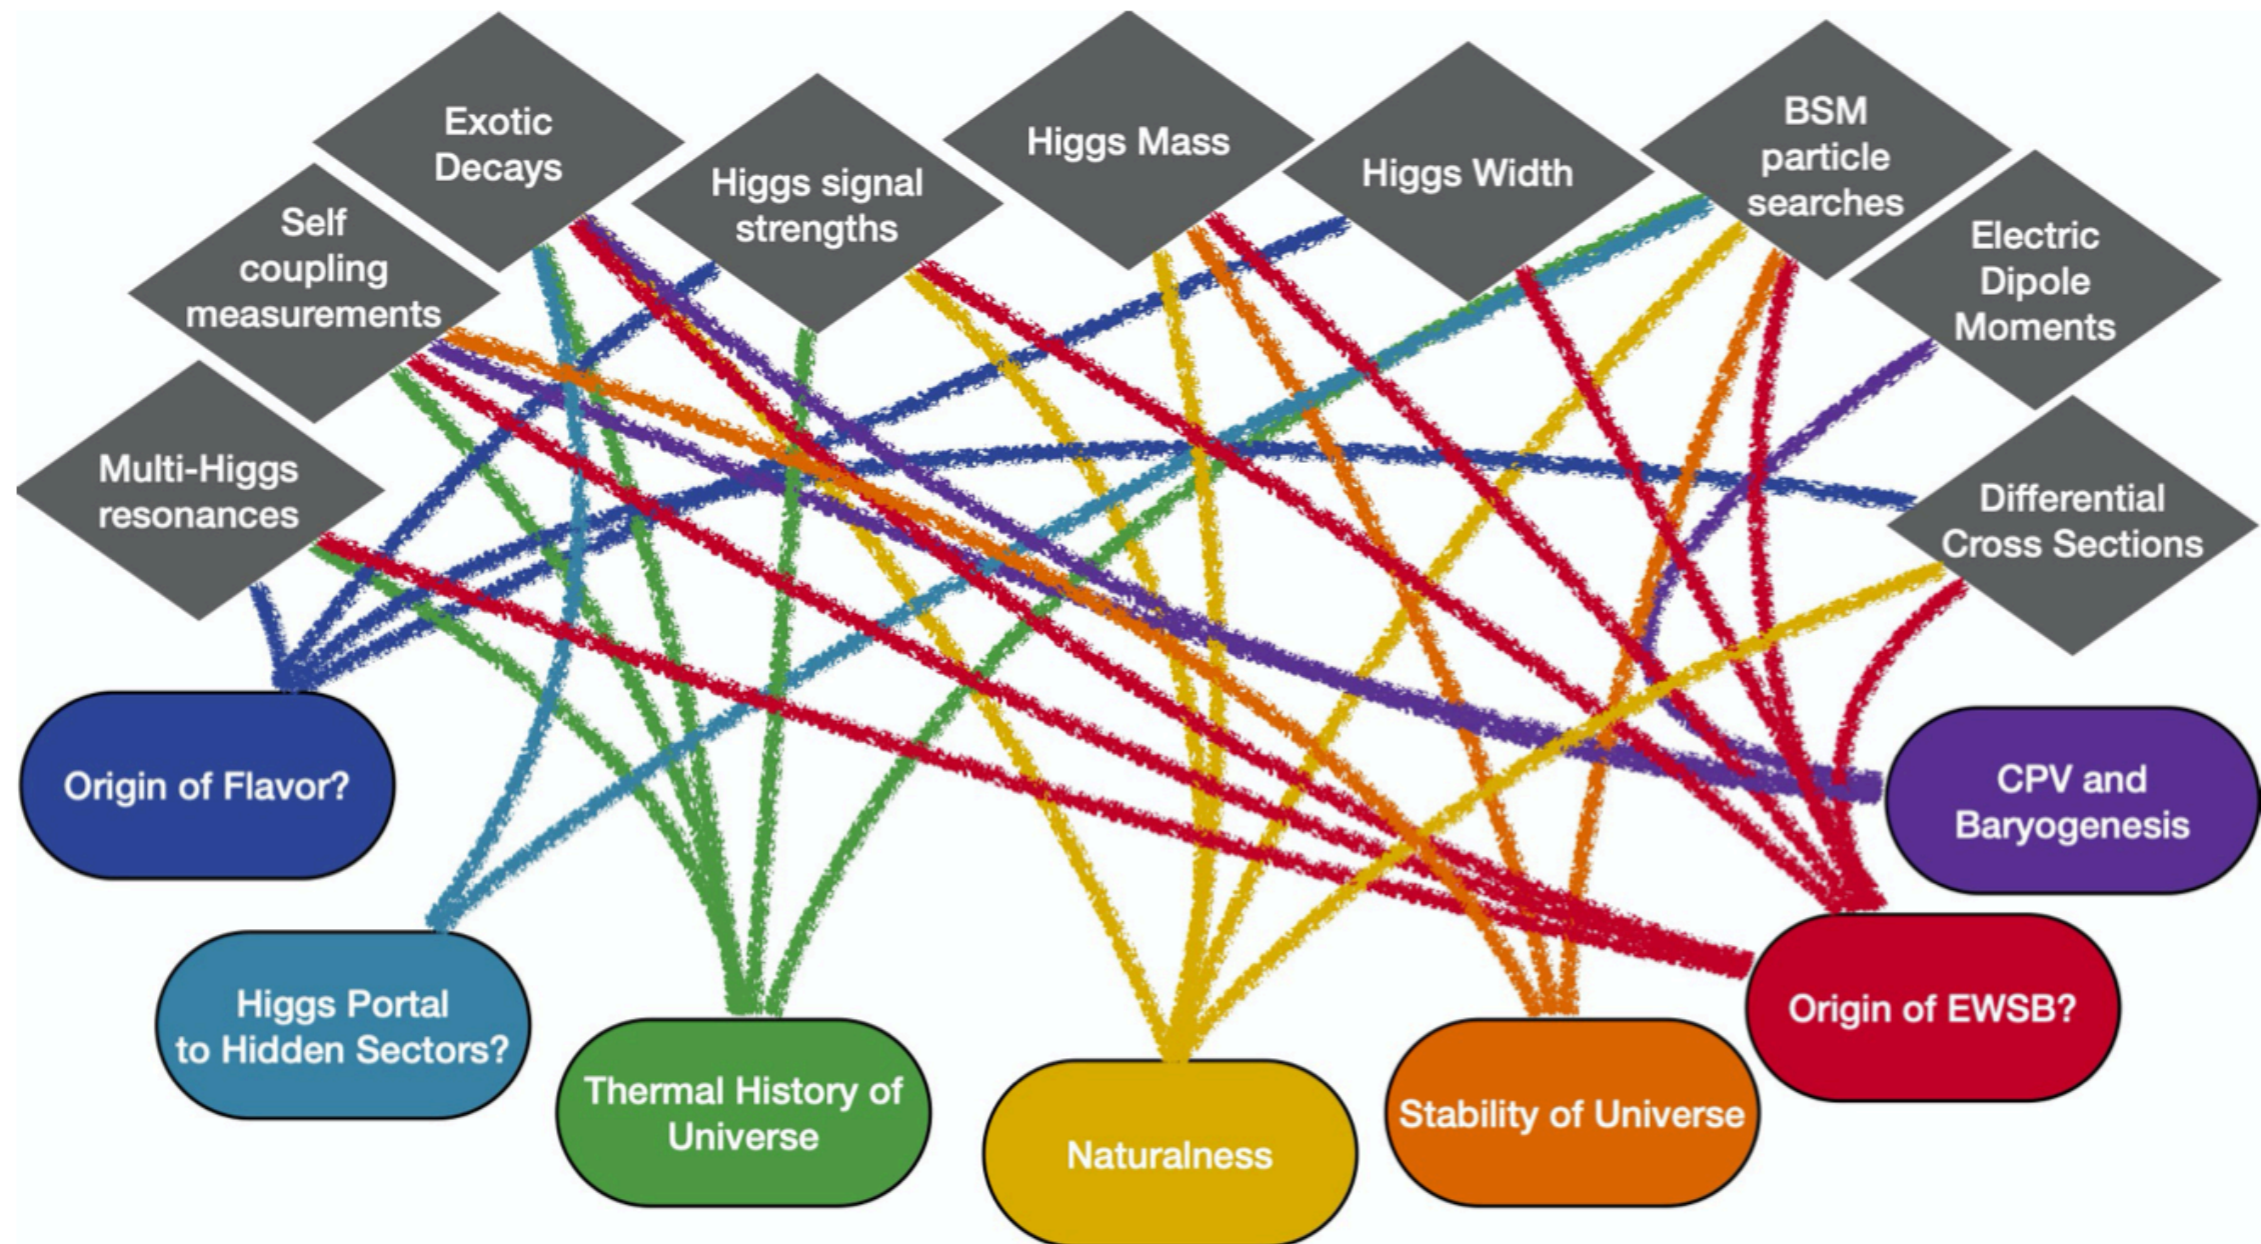 Exotic
Decays
Higgs signal
strengths
Higgs Mass
Higgs Width
BSM
particle
searches
Self
coupling
measurements
Electric
Dipole
Moments
Multi-Higgs
resonances
Differential
Cross Sections
Origin of Flavor?
CPV and
Baryogenesis
Higgs Portal
to Hidden Sectors?
Thermal History of
Universe
Naturalness
Stability of Universe
Origin of EWSB?